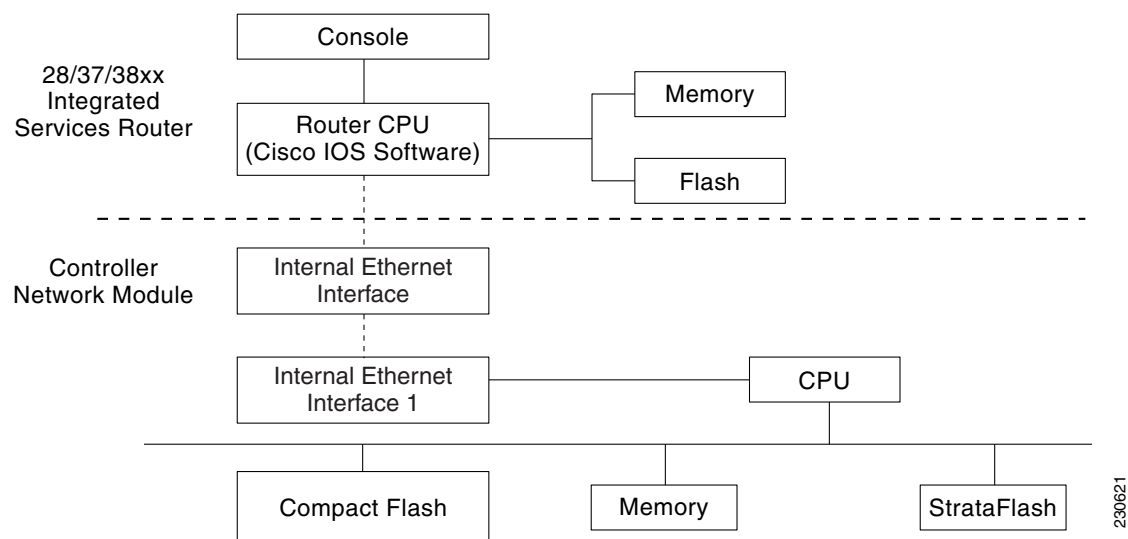 Console
28/37/38xx
Integrated
Services Router
Memory
Router CPU
(Cisco IOS Software)
Flash
Controller
Network Module
Internal Ethernet
Interface
Internal Ethernet
Interface 1
CPU
Compact Flash
Memory
StrataFlash
230621